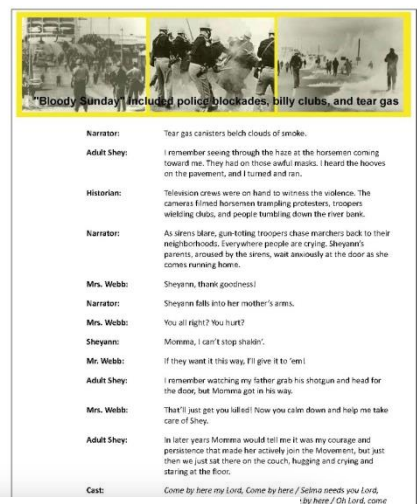 "Bloody Sunday" included police blockades, billy clubs, and tear gas
Narrator: Tear gas canisters belch clouds of smoke.
Adult Shey: I remember seeing through the haze at the horsemen coming
toward me. They had on those awful masks. I heard the hooves
on the pavement, and I turned and ran.
Historian: Television crews were on hand to witness the violence. The
cameras filmed horsemen trampling protesters, troopers
wielding clubs, and people tumbling down the river bank.
Narrator: As sirens blare, gun-toting troopers chase marchers back to their
neighborhoods. Everywhere people are crying. Sheyann's
parents, aroused by the sirens, wait anxiously at the door as she
comes running home.
Mrs. Webb: Sheyann, thank goodness!
Narrator: Sheyann falls into her mother's arms.
Mrs. Webb: You all right? You hurt?
Sheyann: Momma, I can't stop shakin'.
Mr. Webb: If they want it this way, I'll give it to 'em!
Adult Shey: I remember watching my father grab his shotgun and head for
the door, but Momma got in his way.
Mrs. Webb: That'll just get you killed! Now you calm down and help me take
care of Shey.
Adult Shey: In later years Momma would tell me it was my courage and
persistence that made her actively join the Movement, but just
then we just sat there on the couch, hugging and crying and
staring at the floor.
Cast: Come by here my Lord, Come by here / Selma needs you Lord,
by here / Oh Lord, come